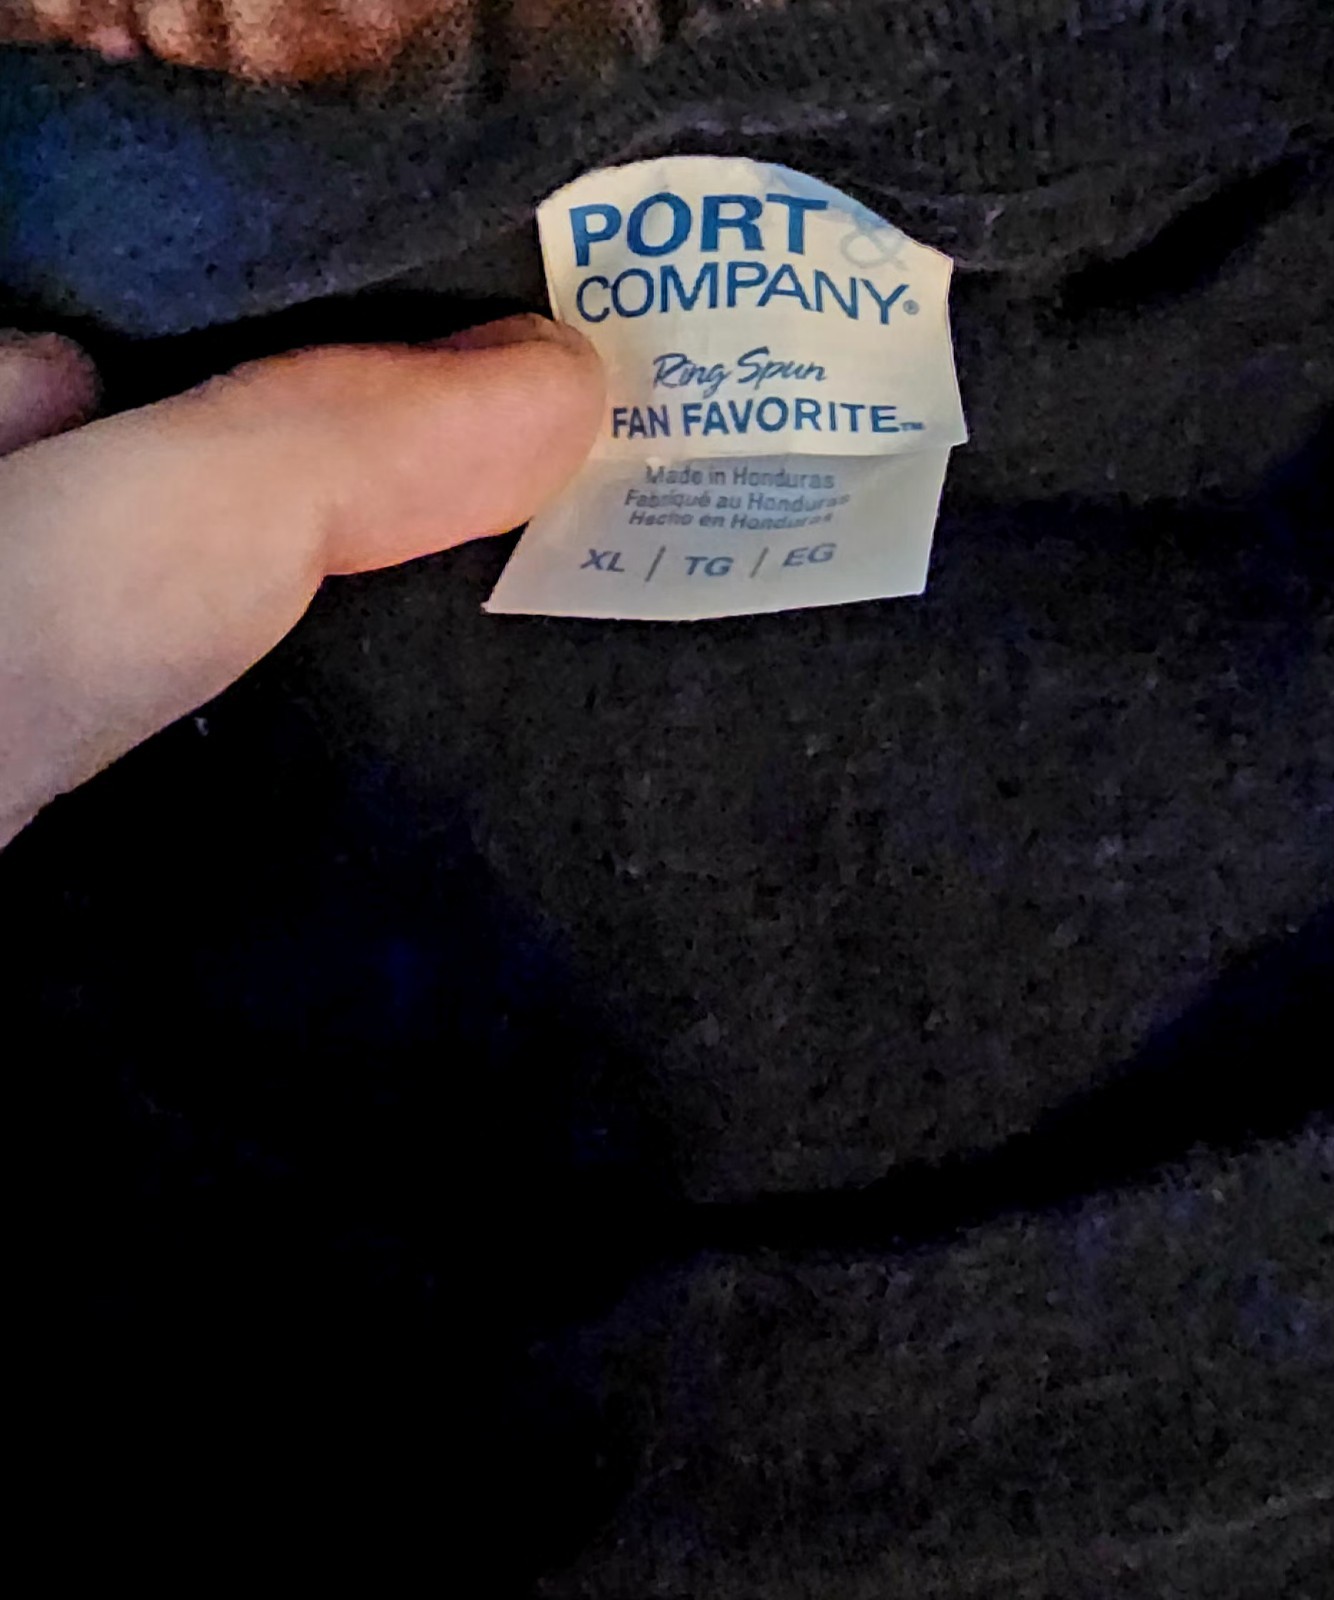 PORT &
COMPANY®
Ring Spun
FAN FAVORITE™
Made in Honduras
Fabriqué au Honduras
Hecho en Honduras
XL / TG / EG